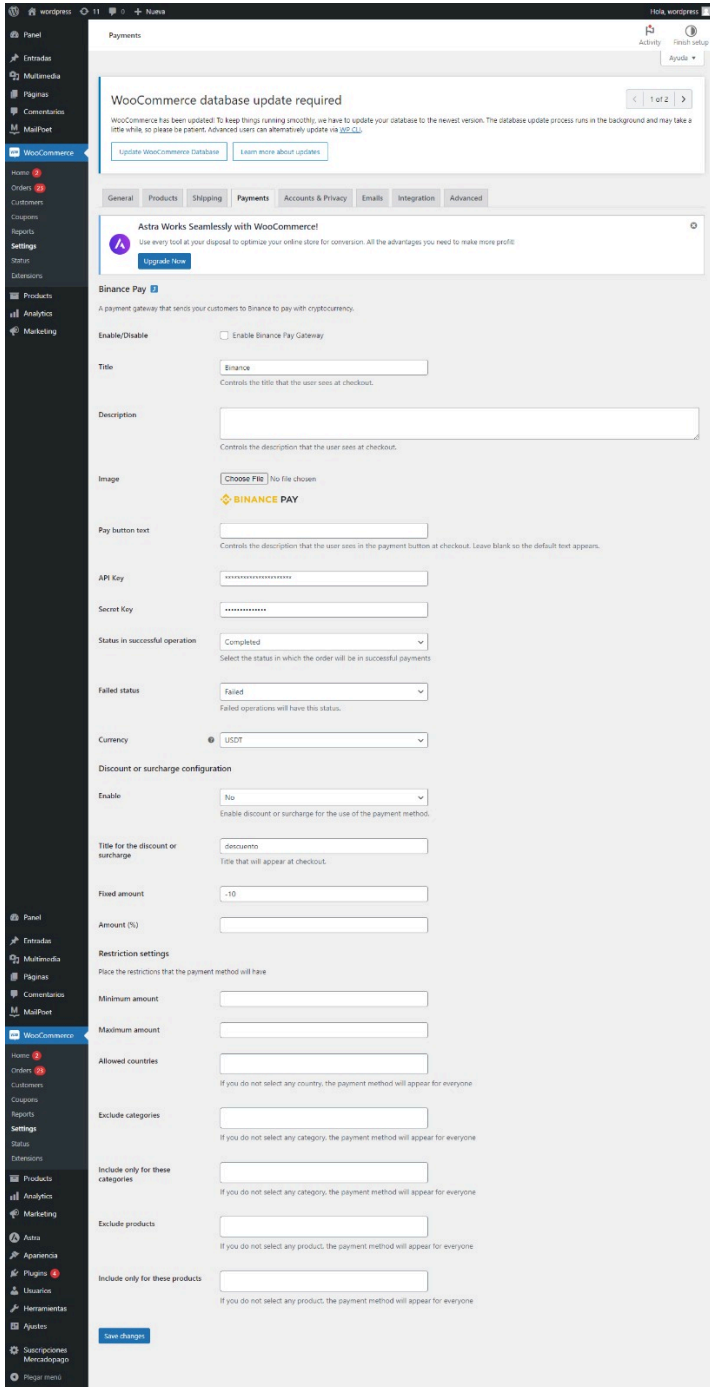 wordpress 11 0 + Nueva
Hola, wordpress
Panel
Entradas
Multimedia
Páginas
Comentarios
MailPoet
WooCommerce
Home 2
Orders 23
Customers
Coupons
Reports
Settings
Status
Extensions
Products
Analytics
Marketing
Payments
Activity
Finish setup
Ayuda
WooCommerce database update required
1 of 2
WooCommerce has been updated! To keep things running smoothly, we have to update your database to the newest version. The database update process runs in the background and may take a
little while, so please be patient. Advanced users can alternatively update via WP CLI.
Update WooCommerce Database
Learn more about updates
General Products Shipping Payments Accounts & Privacy Emails Integration Advanced
Astra Works Seamlessly with WooCommerce!
Use every tool at your disposal to optimize your online store for conversion. All the advantages you need to make more profit!
Upgrade Now
Binance Pay
A payment gateway that sends your customers to Binance to pay with cryptocurrency.
Enable/Disable
Enable Binance Pay Gateway
Title
Binance
Controls the title that the user sees at checkout.
Description
Controls the description that the user sees at checkout.
Image
Choose File No file chosen
BINANCE PAY
Pay button text
Controls the description that the user sees in the payment button at checkout. Leave blank so the default text appears.
API Key
Secret Key
Status in successful operation
Completed
Select the status in which the order will be in successful payments
Failed status
Failed
Failed operations will have this status.
Currency
USDT
Discount or surcharge configuration
Enable
No
Enable discount or surcharge for the use of the payment method.
Title for the discount or
surcharge
descuento
Title that will appear at checkout.
Fixed amount
-10
Amount (%)
Restriction settings
Place the restrictions that the payment method will have
Minimum amount
Maximum amount
Allowed countries
If you do not select any country, the payment method will appear for everyone
Exclude categories
If you do not select any category, the payment method will appear for everyone
Include only for these
categories
If you do not select any category, the payment method will appear for everyone
Exclude products
If you do not select any product, the payment method will appear for everyone
Include only for these products
If you do not select any product, the payment method will appear for everyone
Save changes
Panel
Entradas
Multimedia
Páginas
Comentarios
MailPoet
WooCommerce
Home 2
Orders 23
Customers
Coupons
Reports
Settings
Status
Extensions
Products
Analytics
Marketing
Astra
Apariencia
Plugins 4
Usuarios
Herramientas
Ajustes
Suscripciones
Mercadopago
Plegar menú